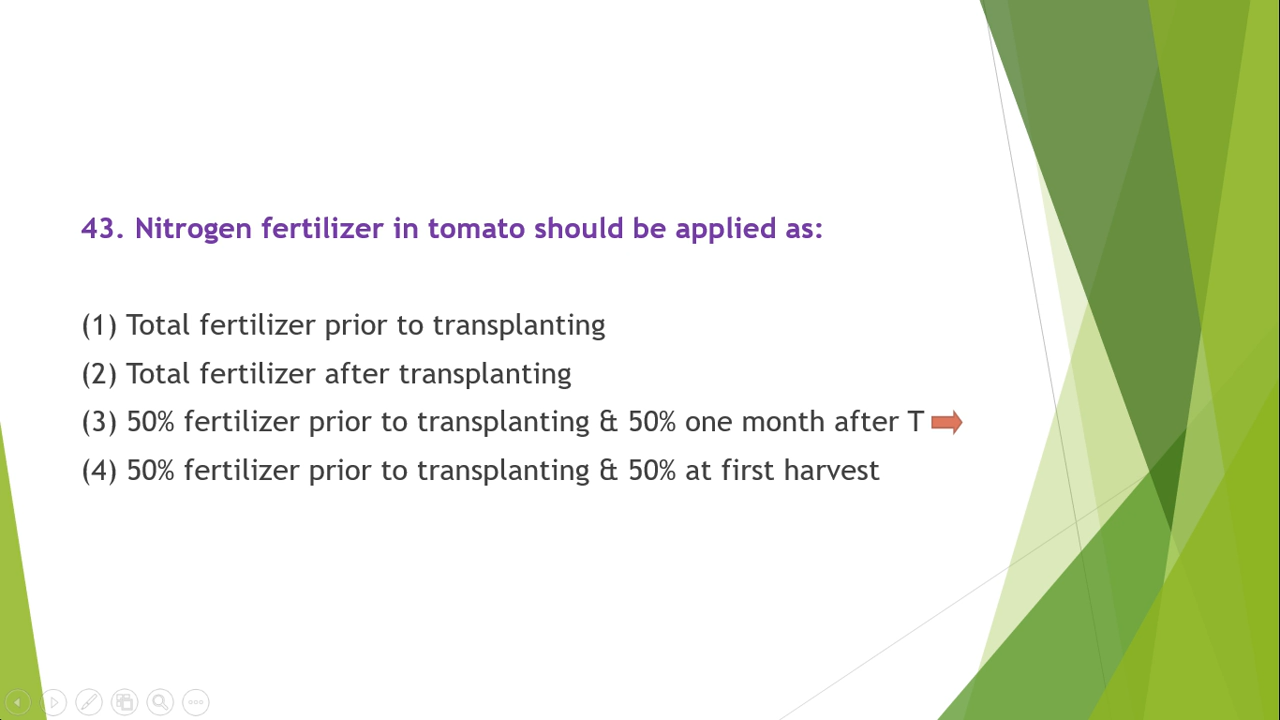 43. Nitrogen fertilizer in tomato should be applied as:
(1) Total fertilizer prior to transplanting
(2) Total fertilizer after transplanting
(3) 50% fertilizer prior to transplanting & 50% one month after T
(4) 50% fertilizer prior to transplanting & 50% at first harvest